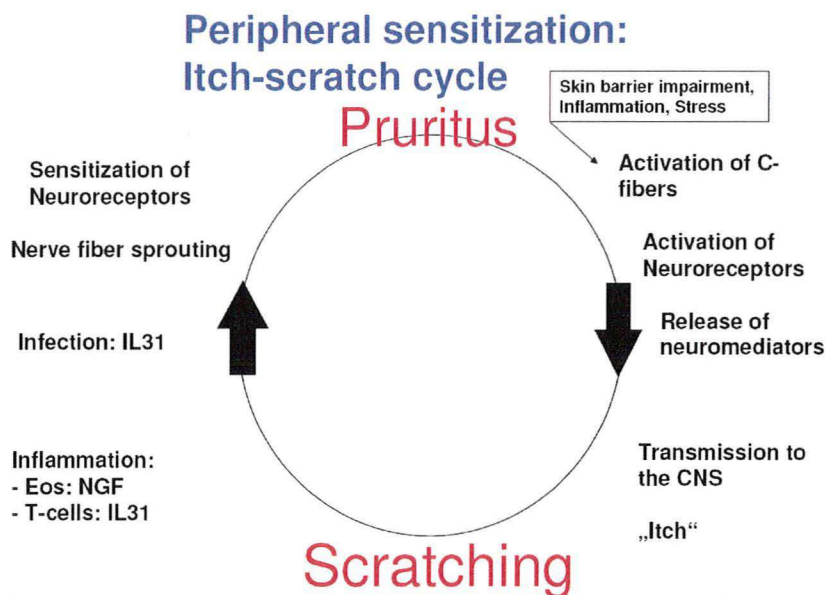 Peripheral sensitization:
Itch-scratch cycle
Pruritus
Skin barrier impairment,
Inflammation, Stress
Activation of C-
fibers
Activation of
Neuroreceptors
Release of
neuromediators
Transmission to
the CNS
„Itch“
Scratching
Inflammation:
- Eos: NGF
- T-cells: IL31
Infection: IL31
Nerve fiber sprouting
Sensitization of
Neuroreceptors